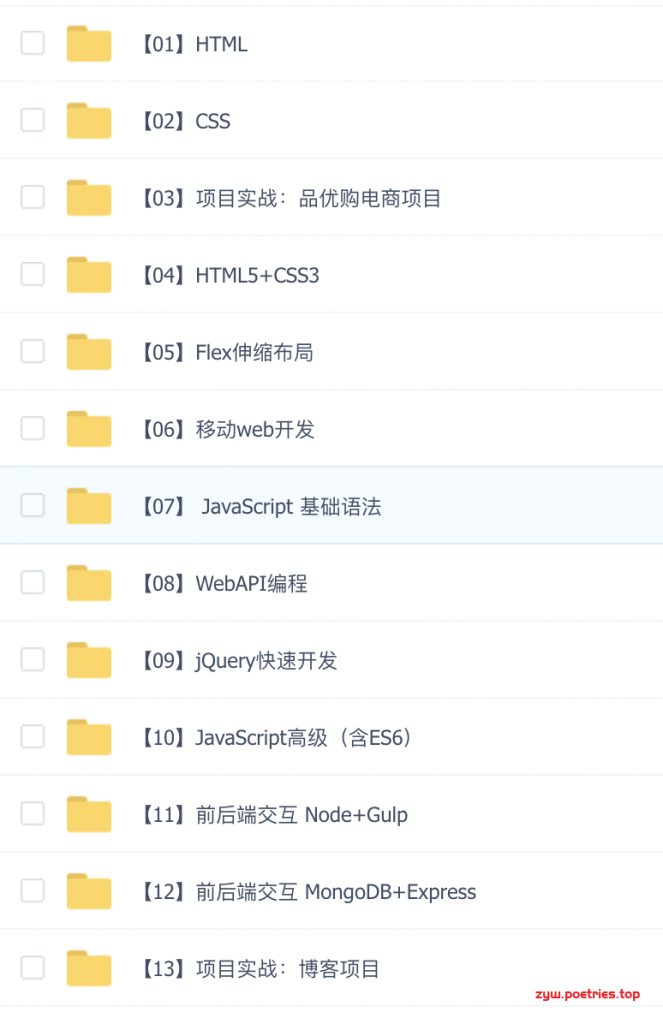 【01】HTML
【02】CSS
【03】项目实战：品优购电商项目
【04】HTML5+CSS3
【05】Flex伸缩布局
【06】移动web开发
【07】 JavaScript 基础语法
【08】WebAPI编程
【09】jQuery快速开发
【10】JavaScript高级（含ES6）
【11】前后端交互 Node+Gulp
【12】前后端交互 MongoDB+Express
【13】项目实战：博客项目
zyw.poetries.top